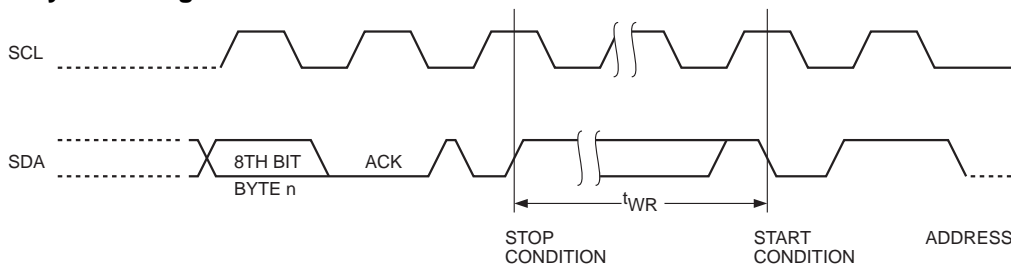 SCL
SDA
8TH BIT
ACK
BYTE n
tWR
STOP
CONDITION
START
CONDITION
ADDRESS